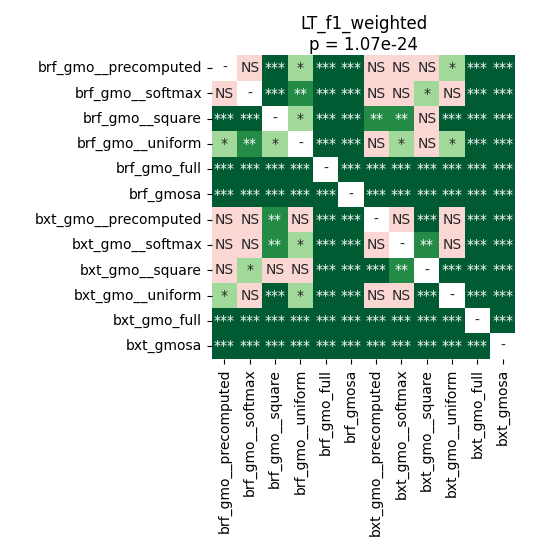 LT_f1_weighted
p = 1.07e-24
brf_gmo__precomputed - NS *** * *** *** NS NS NS * *** ***
brf_gmo__softmax NS - *** ** *** *** NS NS * NS *** ***
brf_gmo__square *** *** - * *** *** ** ** NS *** *** ***
brf_gmo__uniform * ** * - *** *** NS * NS * *** ***
brf_gmo_full *** *** *** *** - *** *** *** *** *** *** ***
brf_gmosa *** *** *** *** *** - *** *** *** *** *** ***
bxt_gmo__precomputed NS NS ** NS *** *** - NS *** NS *** ***
bxt_gmo__softmax NS NS ** * *** *** NS - ** NS *** ***
bxt_gmo__square NS * NS NS *** *** *** ** - *** *** ***
bxt_gmo__uniform * NS *** * *** *** NS NS *** - *** ***
bxt_gmo_full *** *** *** *** *** *** *** *** *** *** - ***
bxt_gmosa *** *** *** *** *** *** *** *** *** *** *** -
brf_gmo__precomputed
brf_gmo__softmax
brf_gmo__square
brf_gmo__uniform
brf_gmo_full
brf_gmosa
bxt_gmo__precomputed
bxt_gmo__softmax
bxt_gmo__square
bxt_gmo__uniform
bxt_gmo_full
bxt_gmosa